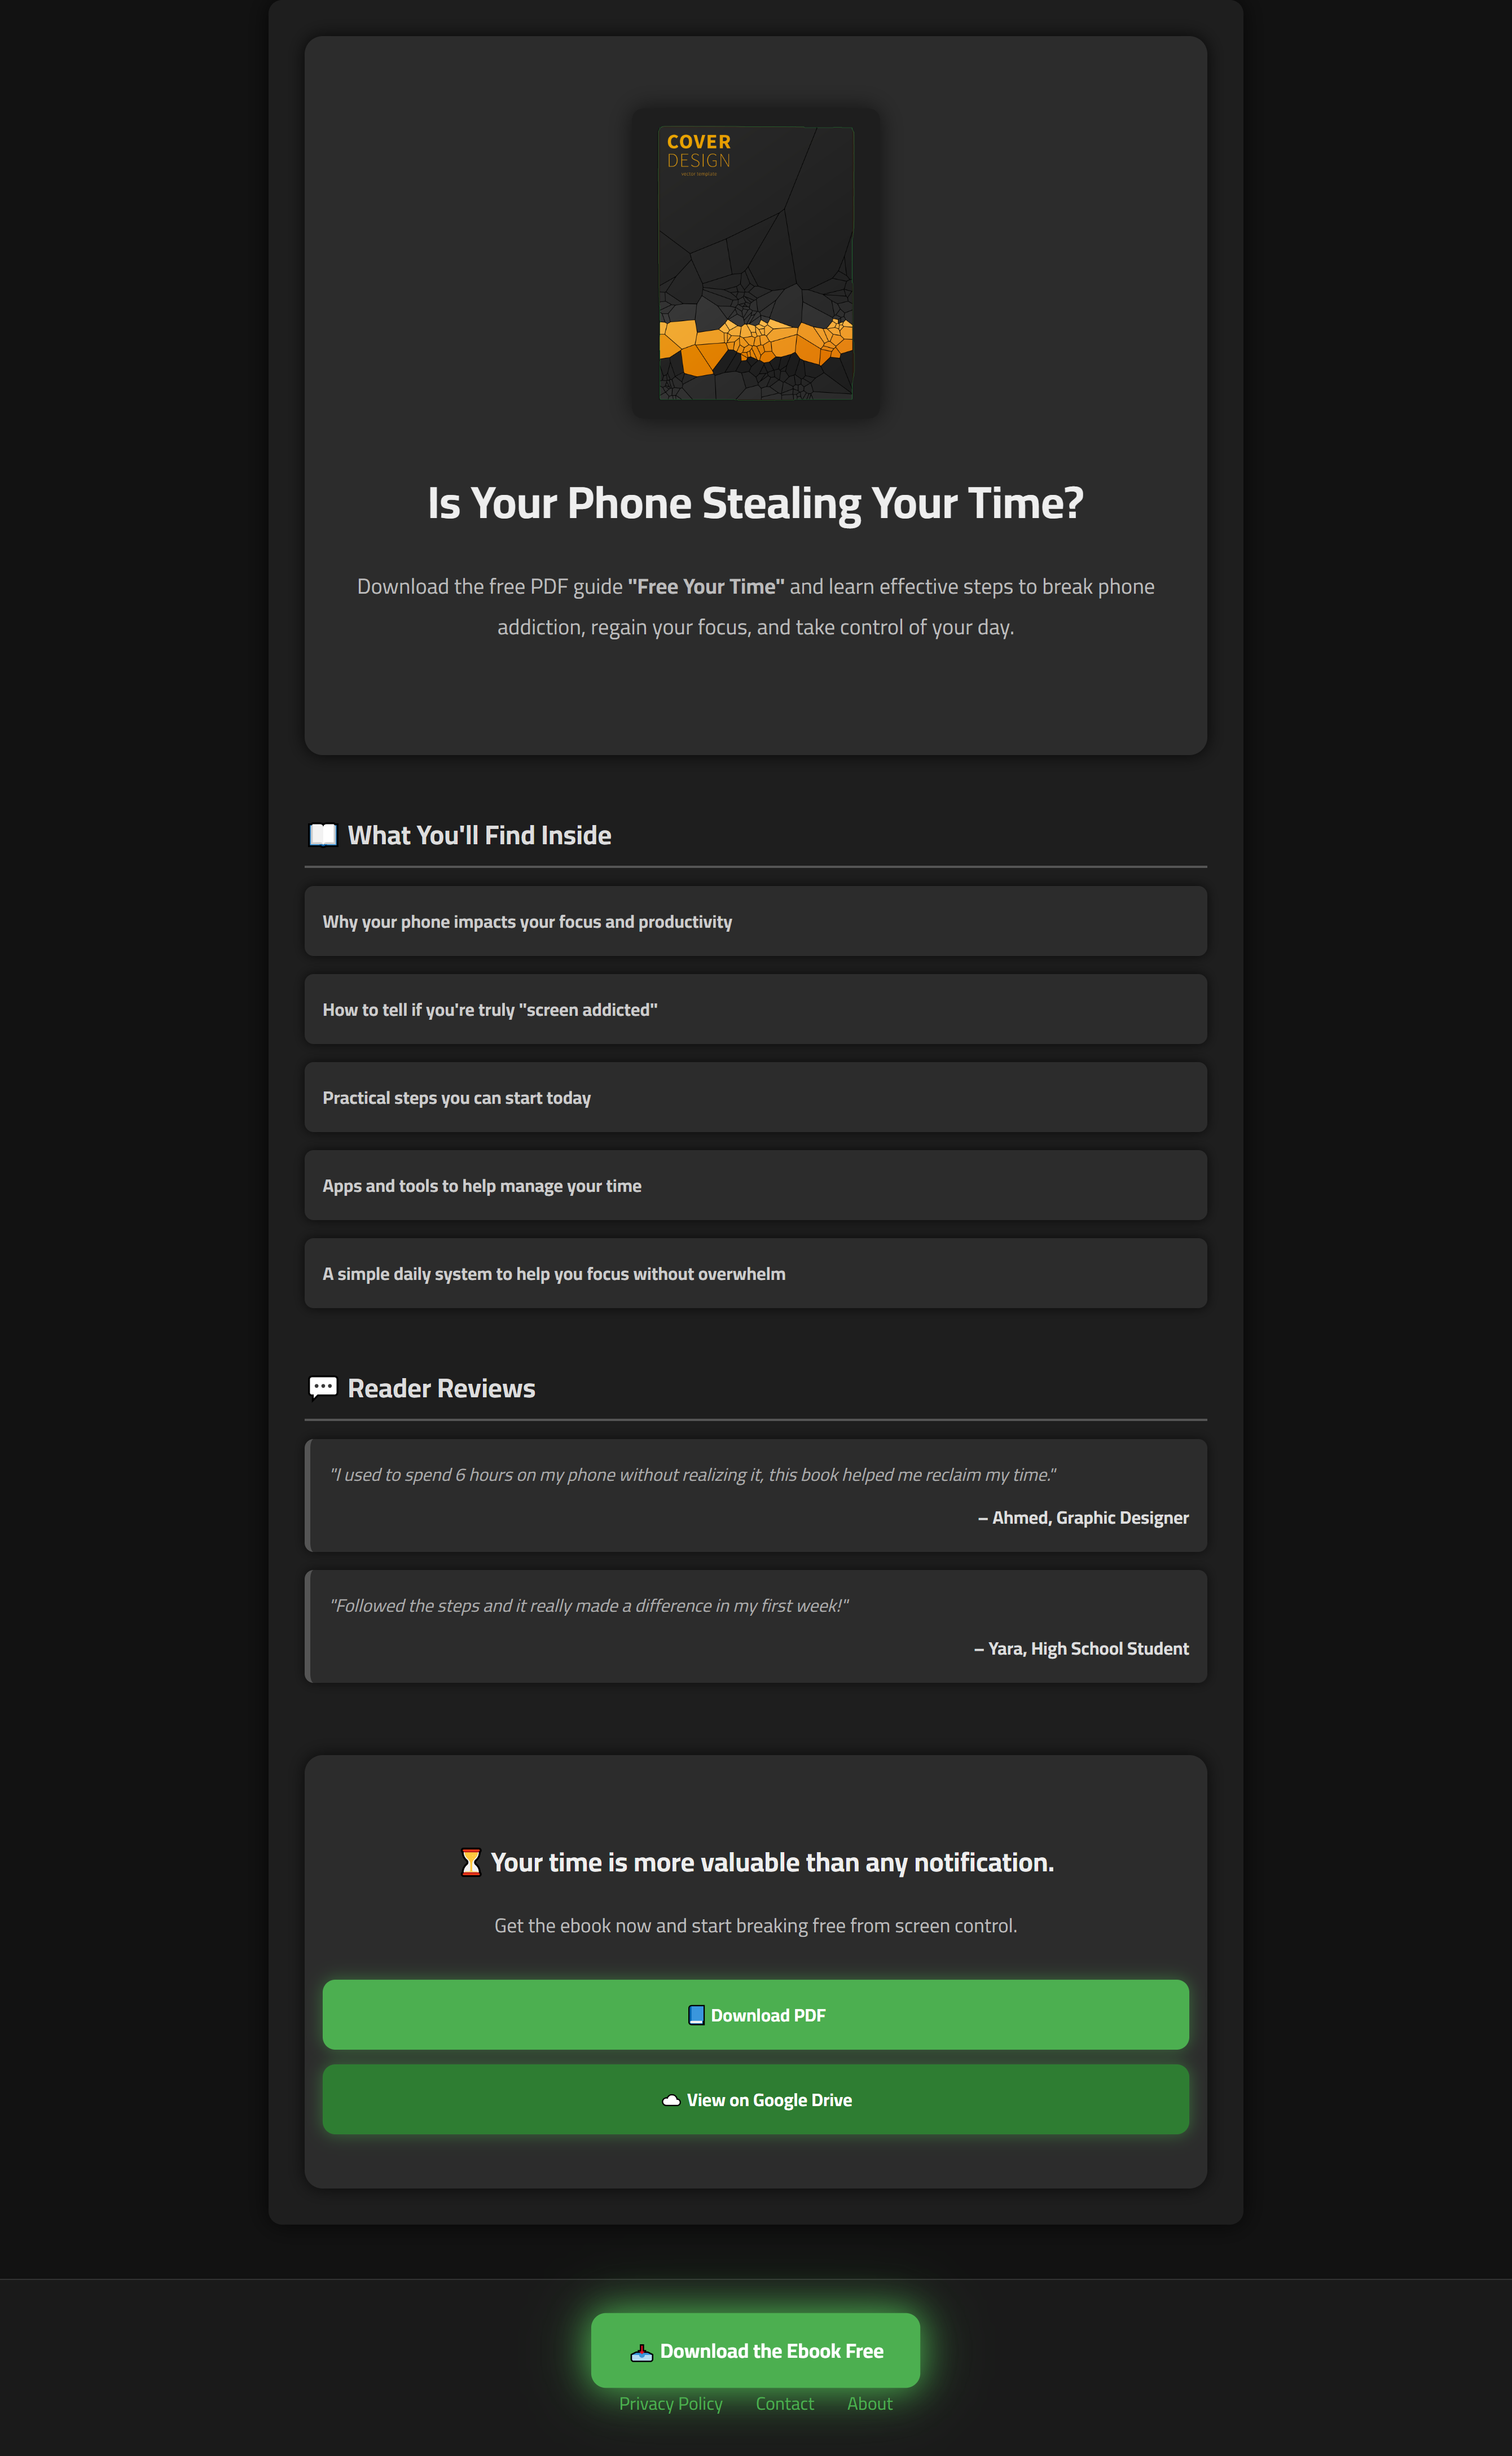 COVER
DESIGN
vector template
Is Your Phone Stealing Your Time?
Download the free PDF guide "Free Your Time" and learn effective steps to break phone
addiction, regain your focus, and take control of your day.
📖 What You'll Find Inside
Why your phone impacts your focus and productivity
How to tell if you're truly "screen addicted"
Practical steps you can start today
Apps and tools to help manage your time
A simple daily system to help you focus without overwhelm
💬 Reader Reviews
"I used to spend 6 hours on my phone without realizing it, this book helped me reclaim my time."
– Ahmed, Graphic Designer
"Followed the steps and it really made a difference in my first week!"
– Yara, High School Student
⏳ Your time is more valuable than any notification.
Get the ebook now and start breaking free from screen control.
📘 Download PDF
☁️ View on Google Drive
📥 Download the Ebook Free
Privacy Policy Contact About